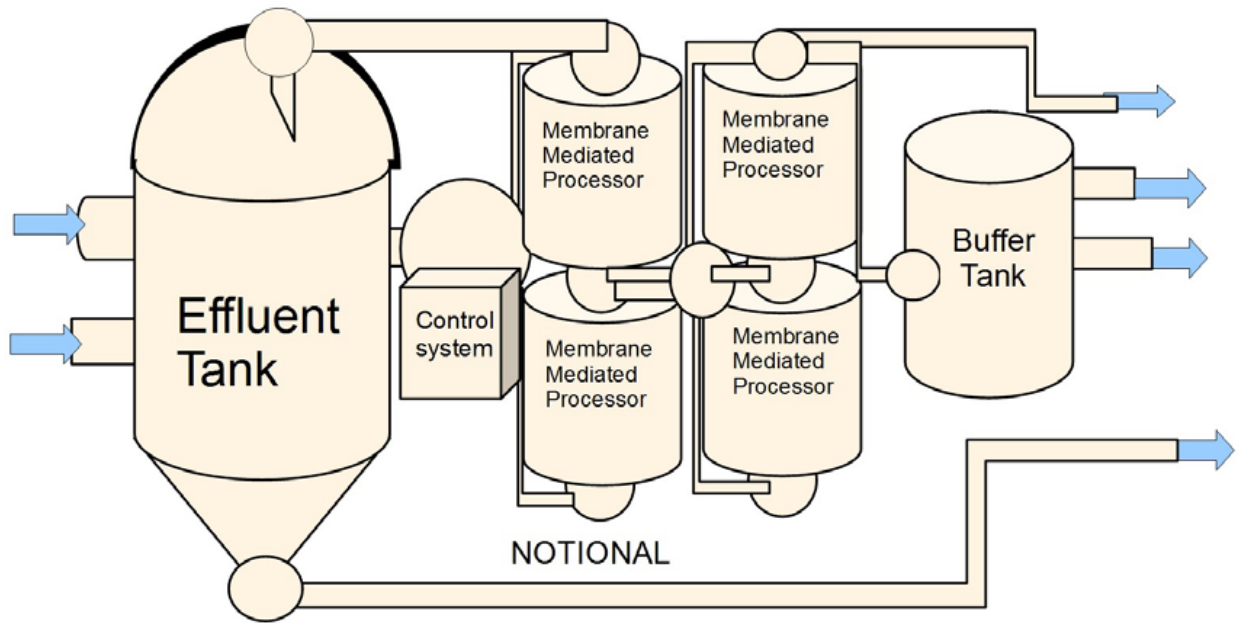 Effluent
Tank
Control
system
Membrane
Mediated
Processor
Membrane
Mediated
Processor
Membrane
Mediated
Processor
Membrane
Mediated
Processor
Buffer
Tank
NOTIONAL